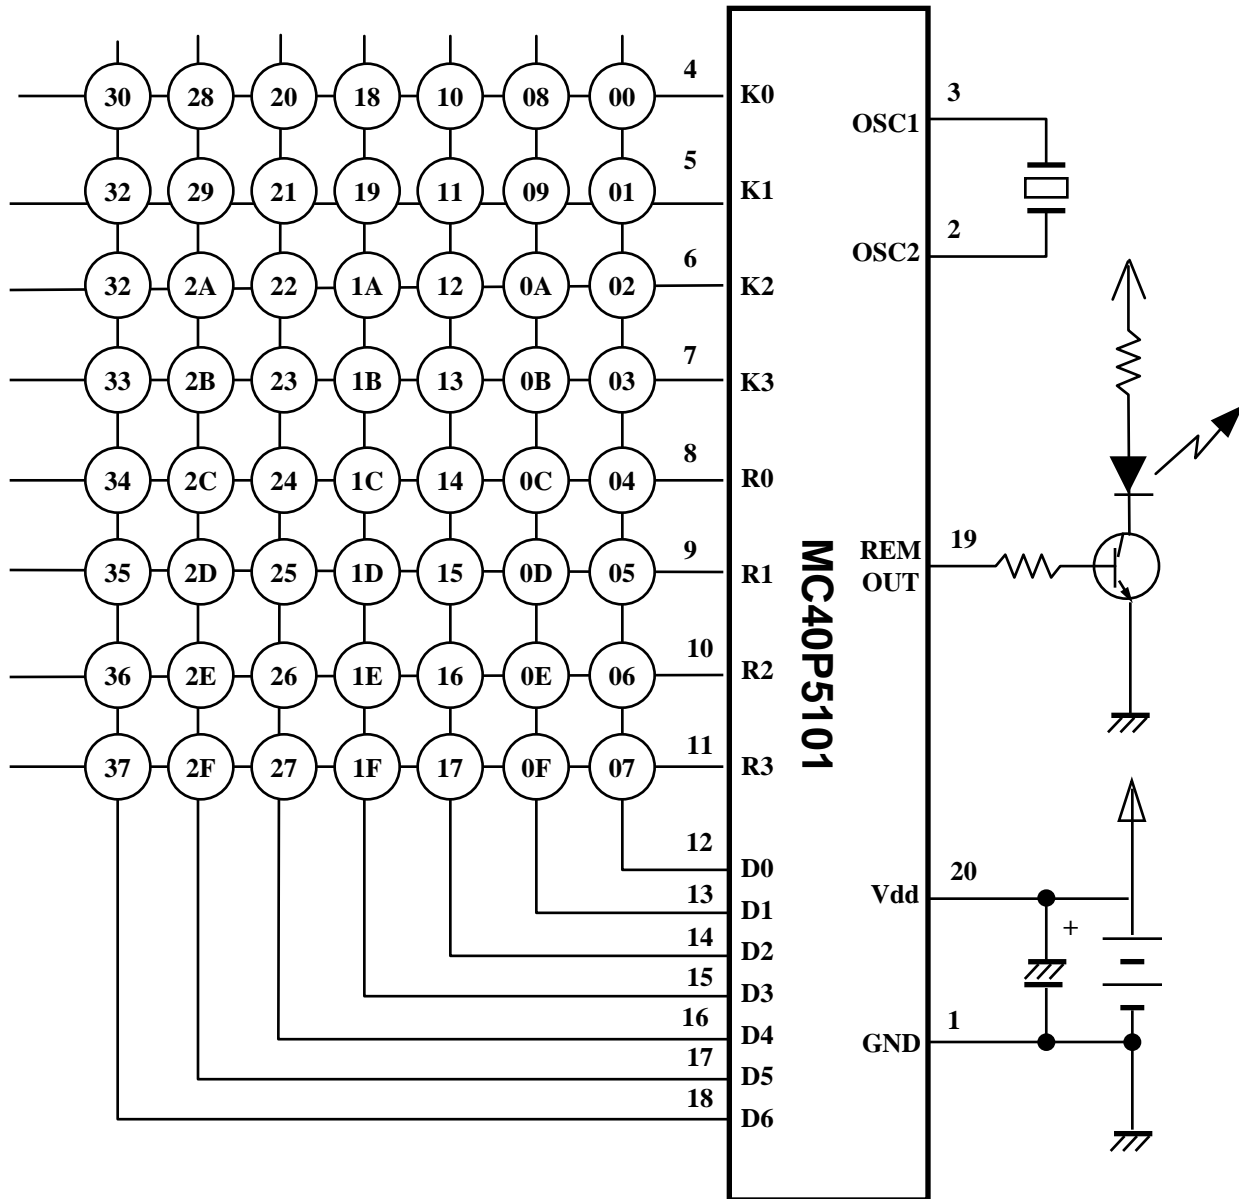 4
30 28 20 18 10 08 00 K0
3
OSC1
5
32 29 21 19 11 09 01 K1
2
OSC2
6
32 2A 22 1A 12 0A 02 K2
7
33 2B 23 1B 13 0B 03 K3
8
34 2C 24 1C 14 0C 04 R0
9
35 2D 25 1D 15 0D 05 R1
REM
OUT
19
MC40P5101
10
36 2E 26 1E 16 0E 06 R2
11
37 2F 27 1F 17 0F 07 R3
12
D0
13
D1
14
D2
15
D3
16
D4
17
D5
18
D6
20
Vdd
+
1
GND